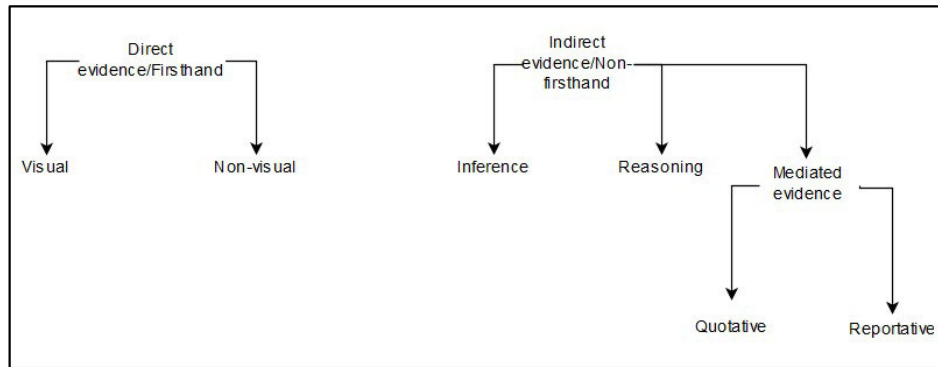 Direct
evidence/Firsthand
Indirect
evidence/Non-
firsthand
Visual
Non-visual
Inference
Reasoning
Mediated
evidence
Quotative
Reportative